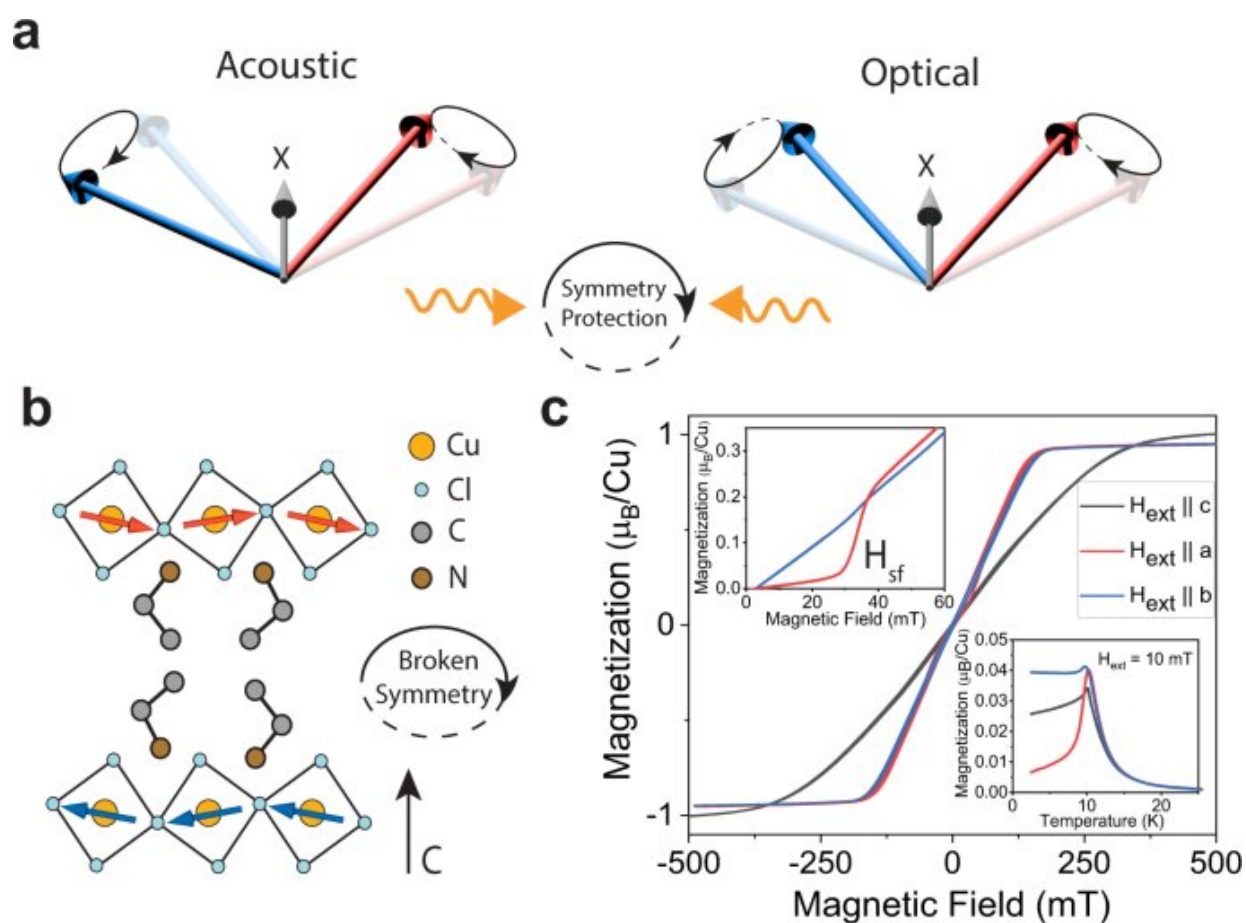 a
Acoustic
Optical
X
X
Symmetry
Protection
b
Cu
Cl
C
N
Broken
Symmetry
C
c
Magnetization (μB/Cu)
1
0
-1
-500
-250
0
250
500
Magnetic Field (mT)
Magnetization (μB/Cu)
0.3
0.2
0.1
0.0
0
20
40
60
Magnetic Field (mT)
Hsf
Hext || c
Hext || a
Hext || b
Magnetization (μB/Cu)
0.05
0.04
0.03
0.02
0.01
0.00
Hext = 10 mT
0
10
20
Temperature (K)